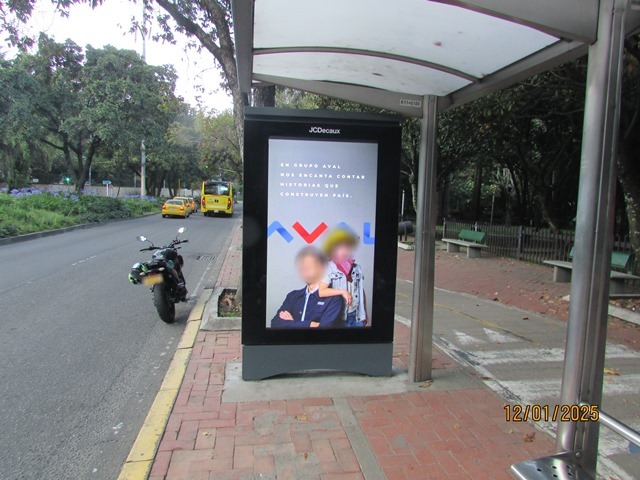 JCDecaux
EN GRUPO AVAL
NOS ENCANTA CONTAR
HISTORIAS QUE
CONSTRUYEN PAÍS.
AVAL
12/01/2025